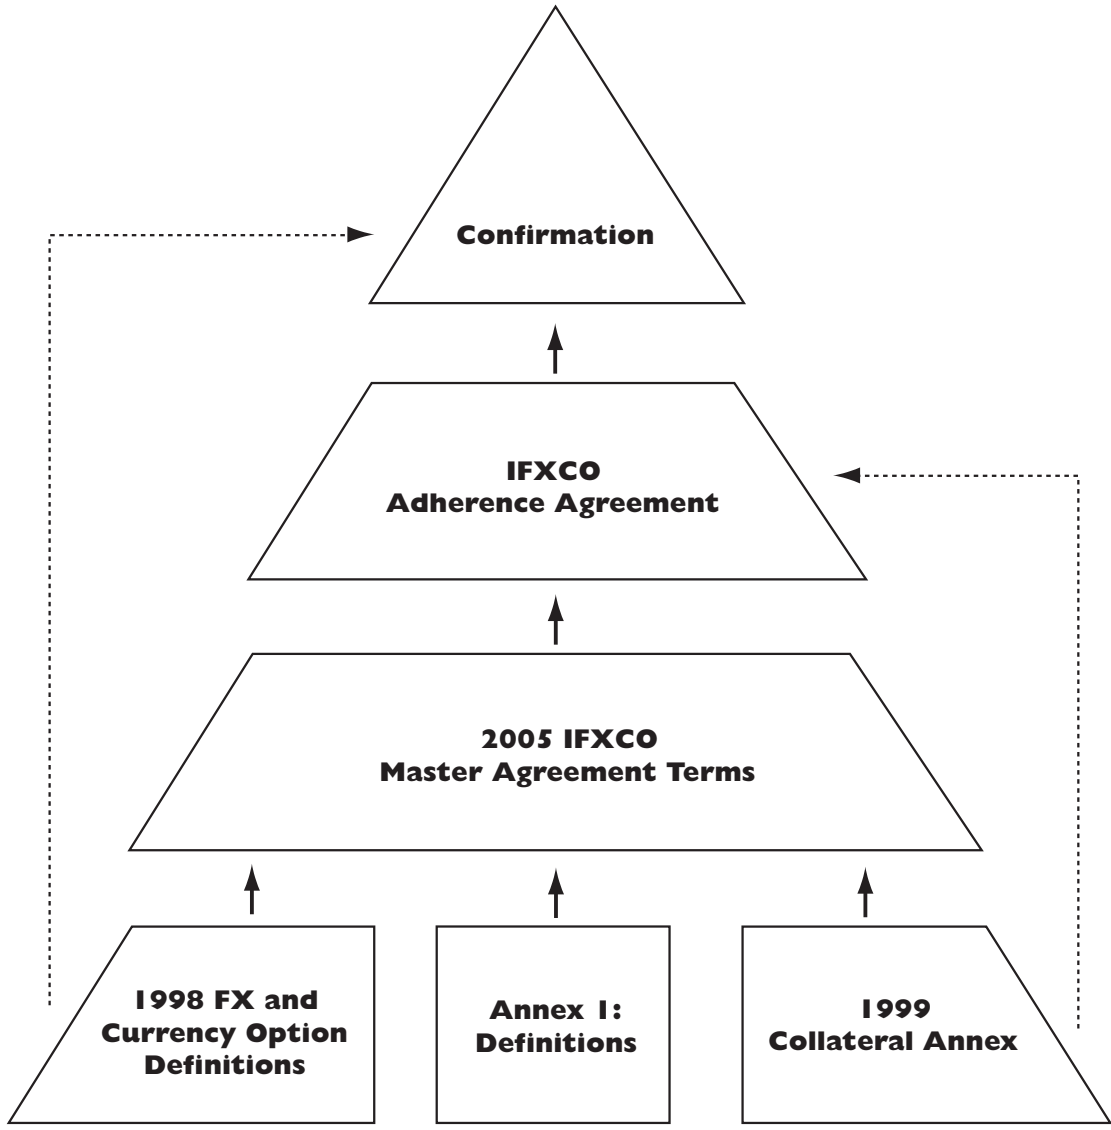 Confirmation
IFXCO
Adherence Agreement
2005 IFXCO
Master Agreement Terms
1998 FX and
Currency Option
Definitions
Annex 1:
Definitions
1999
Collateral Annex